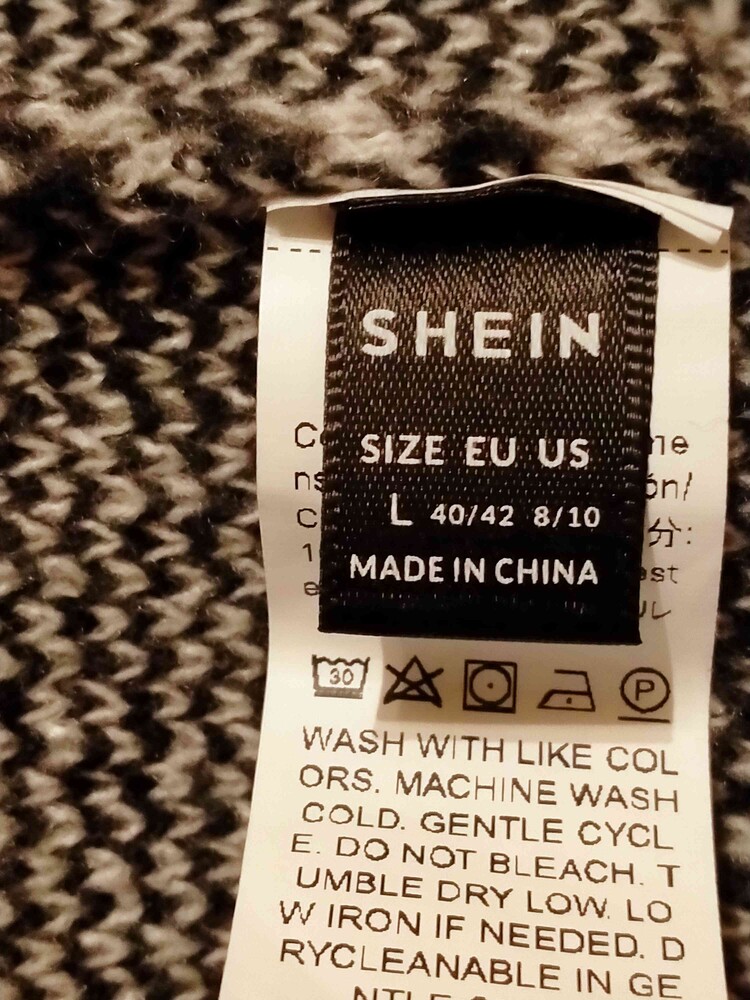 SHEIN
SIZE EU US
L 40/42 8/10
MADE IN CHINA
分:
30
P
WASH WITH LIKE COL
ORS. MACHINE WASH
COLD. GENTLE CYCL
E. DO NOT BLEACH. T
UMBLE DRY LOW. LO
W IRON IF NEEDED. D
RYCLEANABLE IN GE